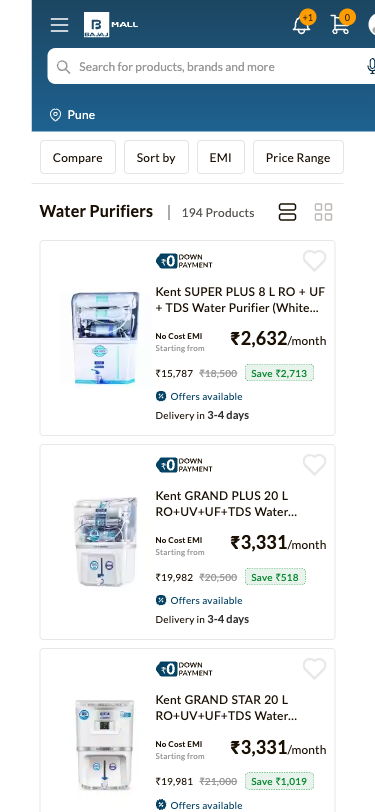 B
BAJAJ
MALL
+1
0
Search for products, brands and more
Pune
Compare
Sort by
EMI
Price Range
Water Purifiers | 194 Products
₹0 DOWN PAYMENT
Kent SUPER PLUS 8 L RO + UF
+ TDS Water Purifier (White...
No Cost EMI
Starting from
₹2,632/month
₹15,787 ₹18,500 Save ₹2,713
Offers available
Delivery in 3-4 days
₹0 DOWN PAYMENT
Kent GRAND PLUS 20 L
RO+UV+UF+TDS Water...
No Cost EMI
Starting from
₹3,331/month
₹19,982 ₹20,500 Save ₹518
Offers available
Delivery in 3-4 days
₹0 DOWN PAYMENT
Kent GRAND STAR 20 L
RO+UV+UF+TDS Water...
No Cost EMI
Starting from
₹3,331/month
₹19,981 ₹21,000 Save ₹1,019
Offers available